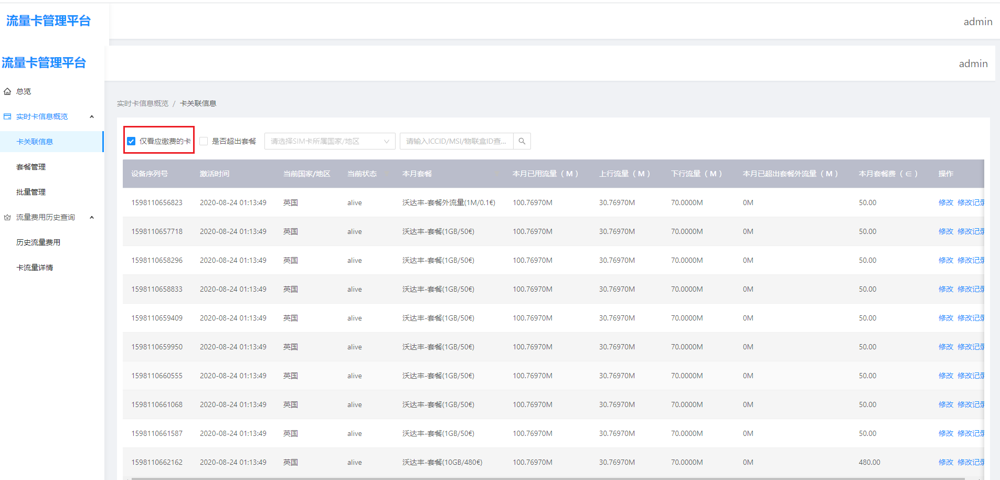 流量卡管理平台
admin
流量卡管理平台
admin
总览
实时卡信息概览
卡关联信息
套餐管理
批量管理
流量费用历史查询
历史流量费用
卡流量详情
实时卡信息概览 / 卡关联信息
仅看应缴费的卡 是否超出套餐 请选择SIM卡所属国家/地区 请输入ICCID/MSI/物联盒ID查...
设备序列号 激活时间 当前国家/地区 当前状态 本月套餐 本月已用流量（M） 上行流量（M） 下行流量（M） 本月已超出套餐外流量（M） 本月套餐费（∈） 操作
1598110656823 2020-08-24 01:13:49 英国 alive 沃达丰-套餐外流量(1M/0.1€) 100.76970M 30.76970M 70.0000M 0M 50.00 修改 修改记录
1598110657718 2020-08-24 01:13:49 英国 alive 沃达丰-套餐(1GB/50€) 100.76970M 30.76970M 70.0000M 0M 50.00 修改 修改记录
1598110658296 2020-08-24 01:13:49 英国 alive 沃达丰-套餐(1GB/50€) 100.76970M 30.76970M 70.0000M 0M 50.00 修改 修改记录
1598110658833 2020-08-24 01:13:49 英国 alive 沃达丰-套餐(1GB/50€) 100.76970M 30.76970M 70.0000M 0M 50.00 修改 修改记录
1598110659409 2020-08-24 01:13:49 英国 alive 沃达丰-套餐(1GB/50€) 100.76970M 30.76970M 70.0000M 0M 50.00 修改 修改记录
1598110659950 2020-08-24 01:13:49 英国 alive 沃达丰-套餐(1GB/50€) 100.76970M 30.76970M 70.0000M 0M 50.00 修改 修改记录
1598110660555 2020-08-24 01:13:49 英国 alive 沃达丰-套餐(1GB/50€) 100.76970M 30.76970M 70.0000M 0M 50.00 修改 修改记录
1598110661068 2020-08-24 01:13:49 英国 alive 沃达丰-套餐(1GB/50€) 100.76970M 30.76970M 70.0000M 0M 50.00 修改 修改记录
1598110661587 2020-08-24 01:13:49 英国 alive 沃达丰-套餐(1GB/50€) 100.76970M 30.76970M 70.0000M 0M 50.00 修改 修改记录
1598110662162 2020-08-24 01:13:49 英国 alive 沃达丰-套餐(10GB/480€) 100.76970M 30.76970M 70.0000M 0M 480.00 修改 修改记录